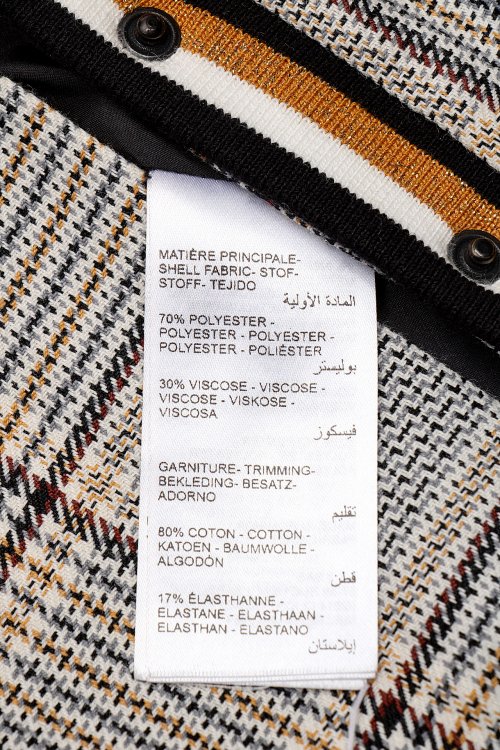 MATIÈRE PRINCIPALE-
SHELL FABRIC- STOF-
STOFF- TEJIDO
المادة الأولية
70% POLYESTER -
POLYESTER - POLYESTER -
POLYESTER - POLIÉSTER
بوليستر
30% VISCOSE - VISCOSE -
VISCOSE - VISKOSE -
VISCOSA
فيسكوز
GARNITURE- TRIMMING-
BEKLEDING- BESATZ-
ADORNO
تقليم
80% COTON - COTTON -
KATOEN - BAUMWOLLE -
ALGODÓN
قطن
17% ÉLASTHANNE -
ELASTANE - ELASTHAAN -
ELASTHAN - ELASTANO
إيلاستان